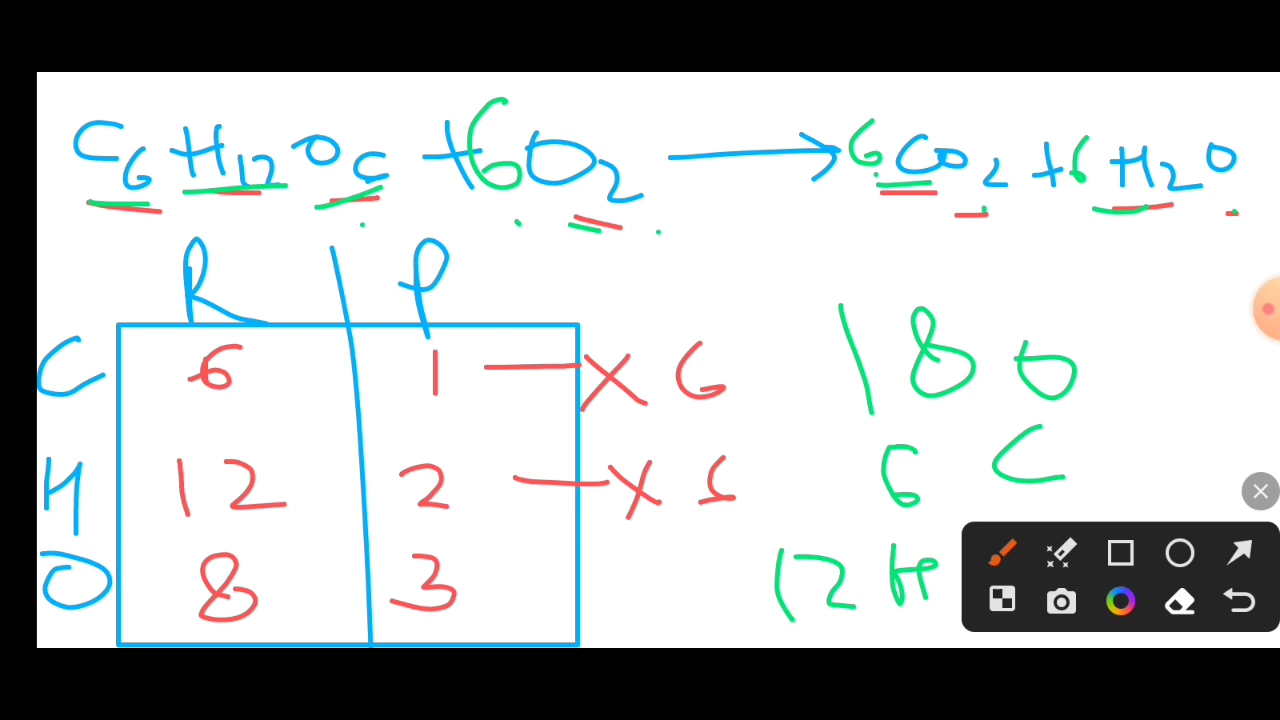 C6H12O6 + 6O2 → 6CO2 + 6H2O
R | P
C 6 1 — x 6 180
H 12 2 — x 6 6 C
O 8 3 12 H